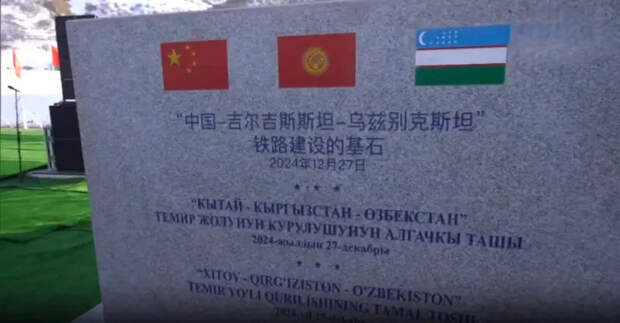 “中国-吉尔吉斯斯坦-乌兹别克斯坦”
铁路建设的基石
2024年12月27日
“КЫТАЙ - КЫРГЫЗСТАН - ӨЗБЕКСТАН”
ТЕМИР ЖОЛУНУН КУРУЛУШУНУН АЛГАЧКЫ ТАШЫ
2024-жылдын 27-декабры
“XITOY - QIRG'IZISTON - O'ZBEKISTON”
TEMIR YO'LI QURILISHINING TAMAL TOSHI